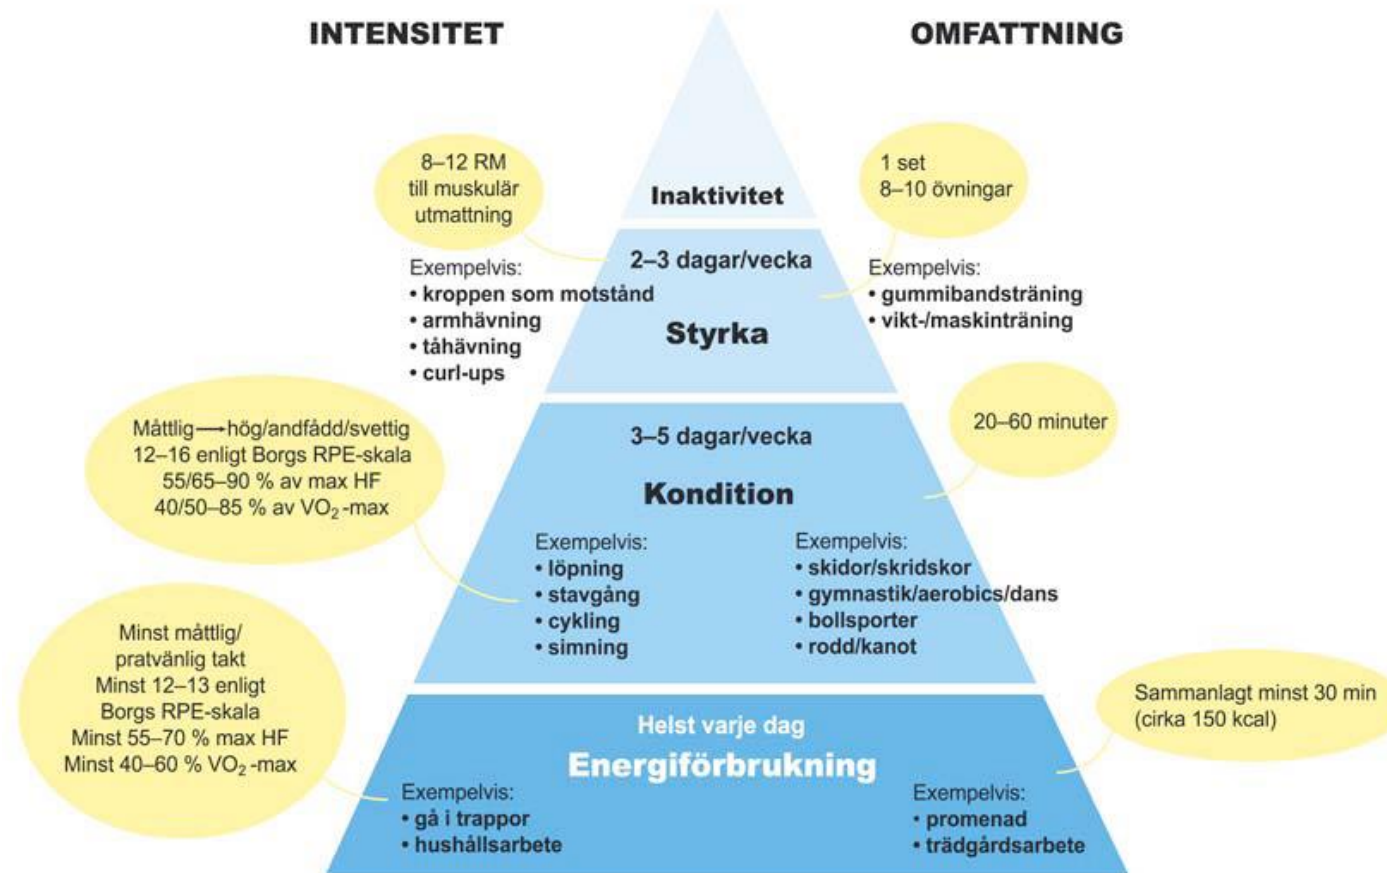 INTENSITET
OMFATTNING
8–12 RM
till muskulär
utmattning
1 set
8–10 övningar
Inaktivitet
2–3 dagar/vecka
Styrka
Exempelvis:
• kroppen som motstånd
• armhävning
• tåhävning
• curl-ups
Exempelvis:
• gummibandsträning
• vikt-/maskinträning
Måttlig⟶hög/andfådd/svettig
12–16 enligt Borgs RPE-skala
55/65–90 % av max HF
40/50–85 % av VO₂-max
20–60 minuter
3–5 dagar/vecka
Kondition
Exempelvis:
• löpning
• stavgång
• cykling
• simning
Exempelvis:
• skidor/skridskor
• gymnastik/aerobics/dans
• bollsporter
• rodd/kanot
Minst måttlig/
pratvänlig takt
Minst 12–13 enligt
Borgs RPE-skala
Minst 55–70 % max HF
Minst 40–60 % VO₂-max
Sammanlagt minst 30 min
(cirka 150 kcal)
Helst varje dag
Energiförbrukning
Exempelvis:
• gå i trappor
• hushållsarbete
Exempelvis:
• promenad
• trädgårdsarbete